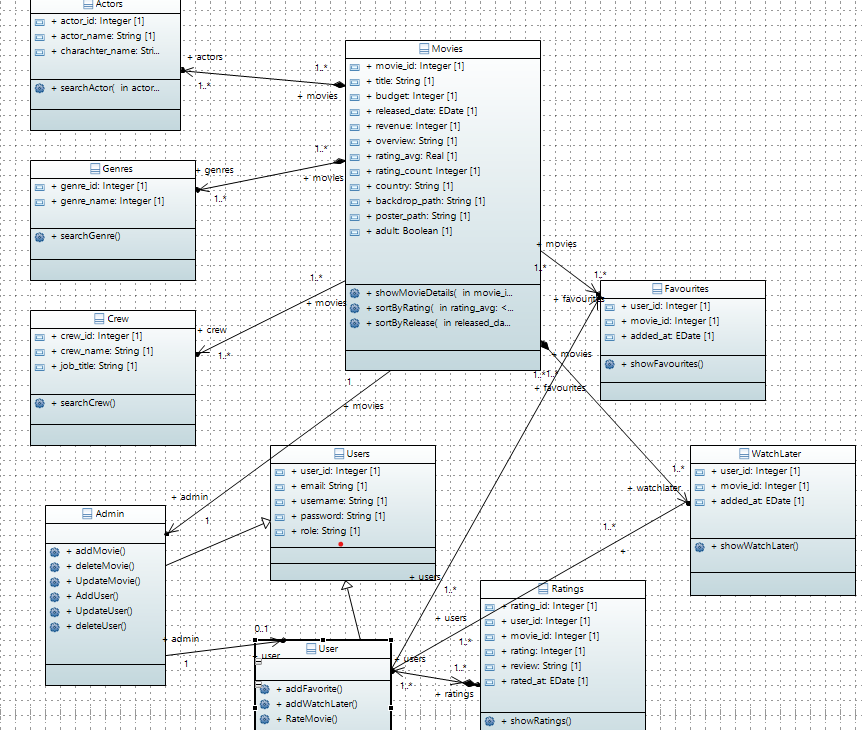 Actors
+ actor_id: Integer [1]
+ actor_name: String [1]
+ charachter_name: Stri...
+ searchActor( in actor...
+ actors
1..*
1..*
+ movies
Movies
+ movie_id: Integer [1]
+ title: String [1]
+ budget: Integer [1]
+ released_date: EDate [1]
+ revenue: Integer [1]
+ overview: String [1]
+ rating_avg: Real [1]
+ rating_count: Integer [1]
+ country: String [1]
+ backdrop_path: String [1]
+ poster_path: String [1]
+ adult: Boolean [1]
+ showMovieDetails( in movie_i...
+ sortByRating( in rating_avg: <...
+ sortByRelease( in released_da...
Genres
+ genre_id: Integer [1]
+ genre_name: Integer [1]
+ searchGenre()
+ genres
1..*
1..*
+ movies
Crew
+ crew_id: Integer [1]
+ crew_name: String [1]
+ job_title: String [1]
+ searchCrew()
+ crew
1..*
1..*
+ movies
+ movies
1..*
1..*
+ favourites
Favourites
+ user_id: Integer [1]
+ movie_id: Integer [1]
+ added_at: EDate [1]
+ showFavourites()
+ movies
1..*
1..*
+ favourites
1
+ movies
+ admin
1
Users
+ user_id: Integer [1]
+ email: String [1]
+ username: String [1]
+ password: String [1]
+ role: String [1]
WatchLater
+ user_id: Integer [1]
+ movie_id: Integer [1]
+ added_at: EDate [1]
+ showWatchLater()
1..*
+ watchlater
1..*
+
Admin
+ addMovie()
+ deleteMovie()
+ UpdateMovie()
+ AddUser()
+ UpdateUser()
+ deleteUser()
+ admin
1
0..1
+ user
User
+ addFavorite()
+ addWatchLater()
+ RateMovie()
+ users
1..*
+ users
1..*
+ users
1..*
1..*
+ ratings
Ratings
+ rating_id: Integer [1]
+ user_id: Integer [1]
+ movie_id: Integer [1]
+ rating: Integer [1]
+ review: String [1]
+ rated_at: EDate [1]
+ showRatings()